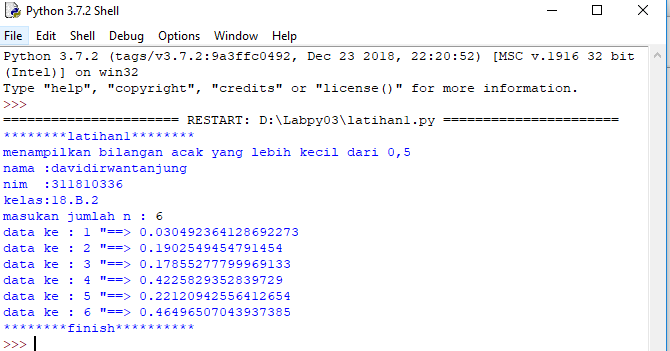 Python 3.7.2 Shell
File Edit Shell Debug Options Window Help
Python 3.7.2 (tags/v3.7.2:9a3ffc0492, Dec 23 2018, 22:20:52) [MSC v.1916 32 bit
(Intel)] on win32
Type "help", "copyright", "credits" or "license()" for more information.
>>>
====================== RESTART: D:\Labpy03\latihan1.py ======================
********latihan1********
menampilkan bilangan acak yang lebih kecil dari 0,5
nama :davidirwantanjung
nim  :311810336
kelas:18.B.2
masukan jumlah n : 6
data ke : 1 "==> 0.030492364128692273
data ke : 2 "==> 0.1902549454791454
data ke : 3 "==> 0.17855277799969133
data ke : 4 "==> 0.4225829352839729
data ke : 5 "==> 0.22120942556412654
data ke : 6 "==> 0.46496507043937385
********finish**********
>>>